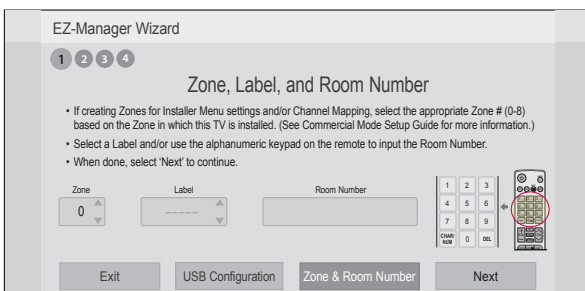 EZ-Manager Wizard
1 2 3 4
Zone, Label, and Room Number
• If creating Zones for Installer Menu settings and/or Channel Mapping, select the appropriate Zone # (0-8)
based on the Zone in which this TV is installed. (See Commercial Mode Setup Guide for more information.)
• Select a Label and/or use the alphanumeric keypad on the remote to input the Room Number.
• When done, select ‘Next’ to continue.
Zone Label Room Number
0 -----
1 2 3
4 5 6
7 8 9
CHAR/
NUM 0 DEL
Exit USB Configuration Zone & Room Number Next